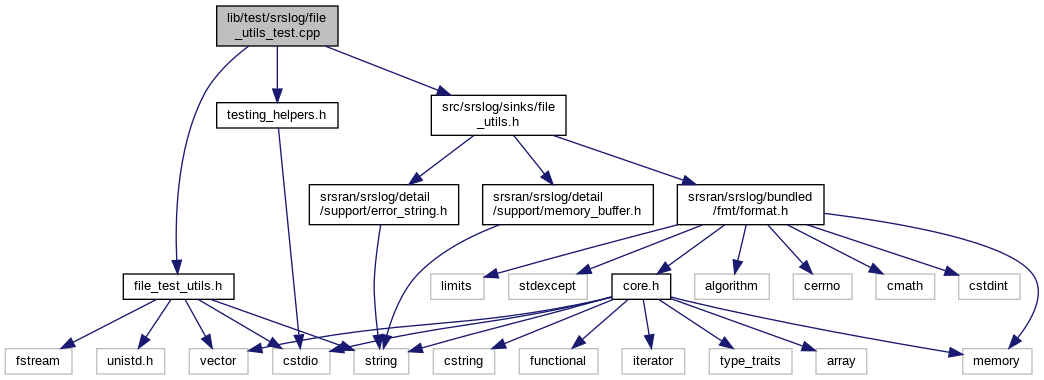 lib/test/srslog/file
_utils_test.cpp
testing_helpers.h
src/srslog/sinks/file
_utils.h
srsran/srslog/detail
/support/error_string.h
srsran/srslog/detail
/support/memory_buffer.h
srsran/srslog/bundled
/fmt/format.h
file_test_utils.h
limits
stdexcept
core.h
algorithm
cerrno
cmath
cstdint
fstream
unistd.h
vector
cstdio
string
cstring
functional
iterator
type_traits
array
memory